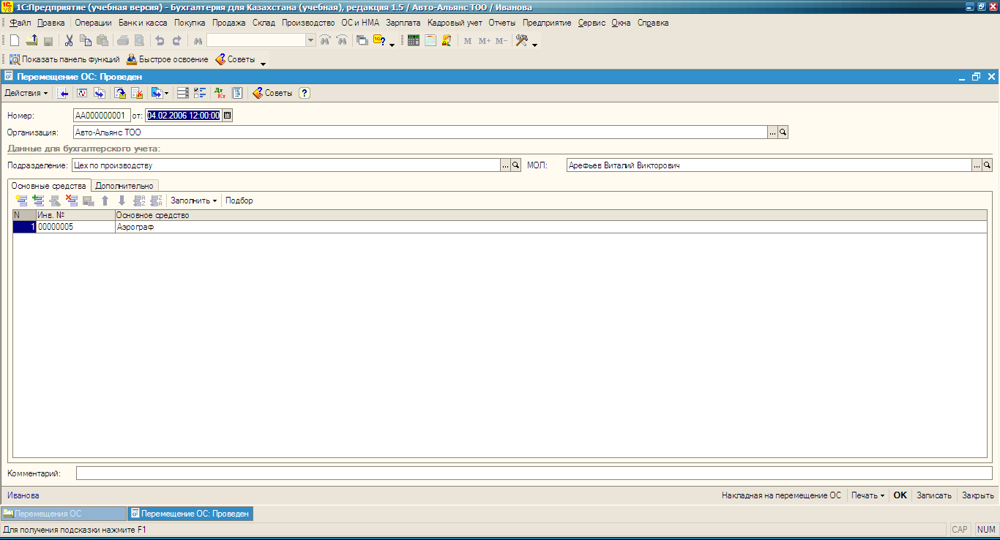 1С:Предприятие (учебная версия) - Бухгалтерия для Казахстана (учебная), редакция 1.5 / Авто-Альянс ТОО / Иванова
Файл Правка Операции Банк и касса Покупка Продажа Склад Производство ОС и НМА Зарплата Кадровый учет Отчеты Предприятие Сервис Окна Справка
M M+ M-
Показать панель функций Быстрое освоение Советы
Перемещение ОС: Проведен
Действия Дт Кт Советы ?
Номер: АА000000001 от: 04.02.2006 12:00:00
Организация: Авто-Альянс ТОО ...
Данные для бухгалтерского учета:
Подразделение: Цех по производству ... МОЛ: Арефьев Виталий Викторович ...
Основные средства Дополнительно
Заполнить Подбор
N Инв. № Основное средство
1 00000005 Аэрограф
Комментарий:
Иванова Накладная на перемещение ОС Печать OK Записать Закрыть
Перемещения ОС Перемещение ОС: Проведен
Для получения подсказки нажмите F1 CAP NUM